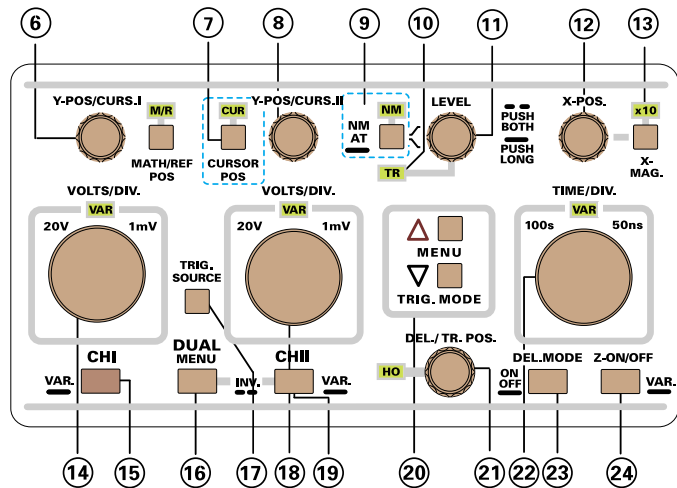 6 7 8 9 10 11 12 13
Y-POS/CURS.I M/R CUR Y-POS/CURS.II NM LEVEL PUSH BOTH X-POS. x10
MATH/REF POS
CURSOR POS
NM AT
TR
PUSH LONG
X-MAG.
VOLTS/DIV.
VAR
20V 1mV
TRIG. SOURCE
VOLTS/DIV.
VAR
20V 1mV
MENU
TRIG. MODE
TIME/DIV.
VAR
100s 50ns
CHI
VAR.
DUAL MENU
INV.
CHII
VAR.
DEL./ TR. POS.
HO
ON OFF
DEL.MODE
Z-ON/OFF
VAR.
14 15 16 17 18 19 20 21 22 23 24